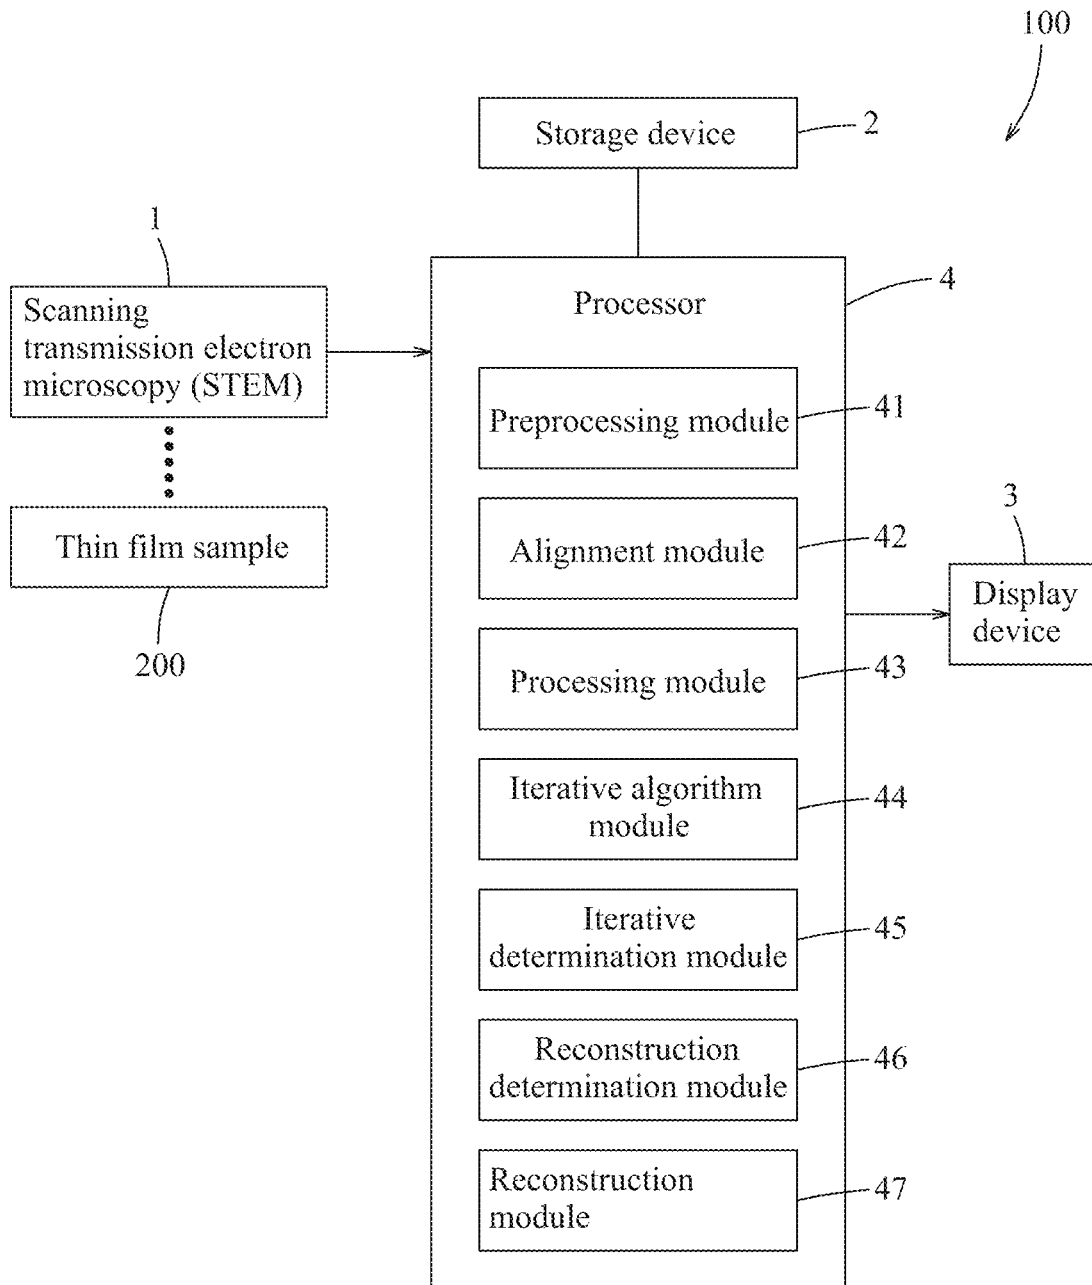 100
Storage device
2
1
Scanning
transmission electron
microscopy (STEM)
Thin film sample
200
Processor
4
Preprocessing module
41
Alignment module
42
Processing module
43
Iterative algorithm
module
44
Iterative
determination module
45
Reconstruction
determination module
46
Reconstruction
module
47
3
Display
device